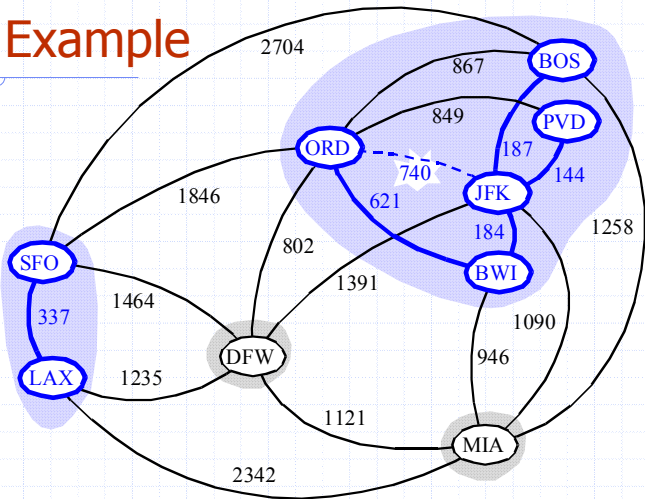 Example
2704
867
BOS
849
PVD
ORD
187
740
144
1846
JFK
621
184
1258
802
SFO
1391
BWI
1464
337
1090
946
DFW
LAX
1235
1121
MIA
2342